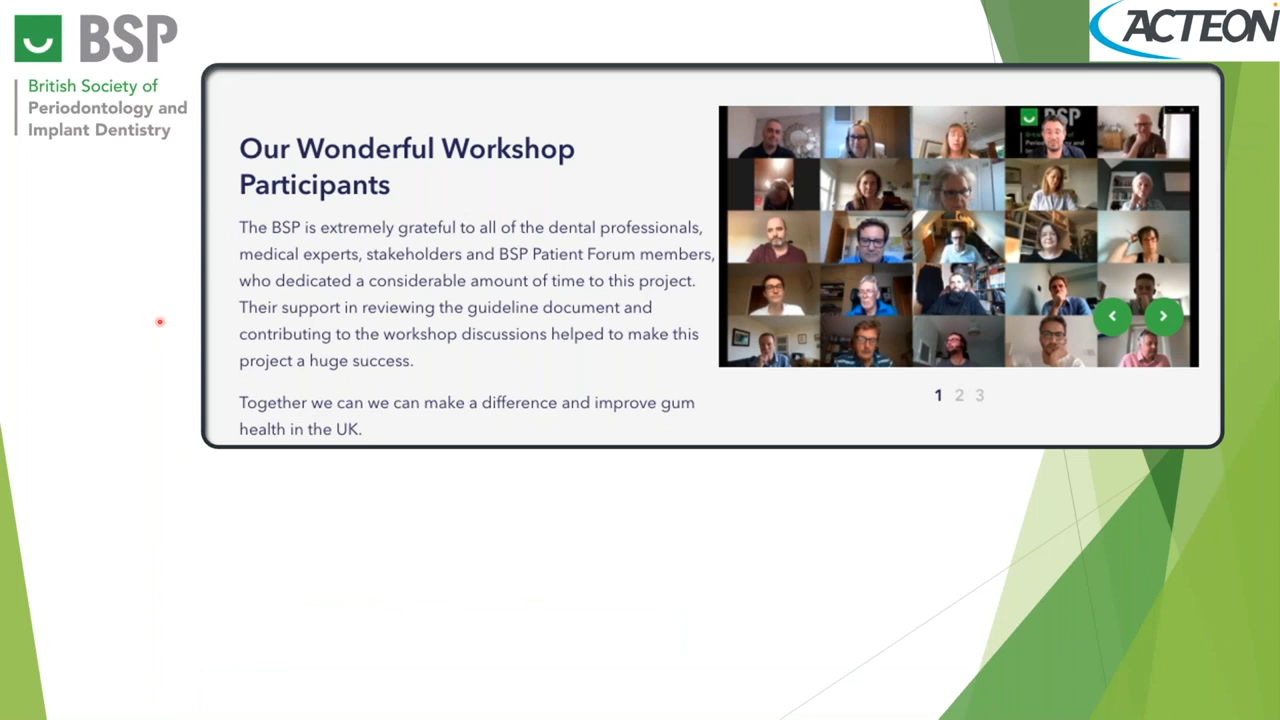 BSP
British Society of
Periodontology and
Implant Dentistry
ACTEON
Our Wonderful Workshop
Participants
The BSP is extremely grateful to all of the dental professionals,
medical experts, stakeholders and BSP Patient Forum members,
who dedicated a considerable amount of time to this project.
Their support in reviewing the guideline document and
contributing to the workshop discussions helped to make this
project a huge success.
Together we can we can make a difference and improve gum
health in the UK.
BSP
1 2 3